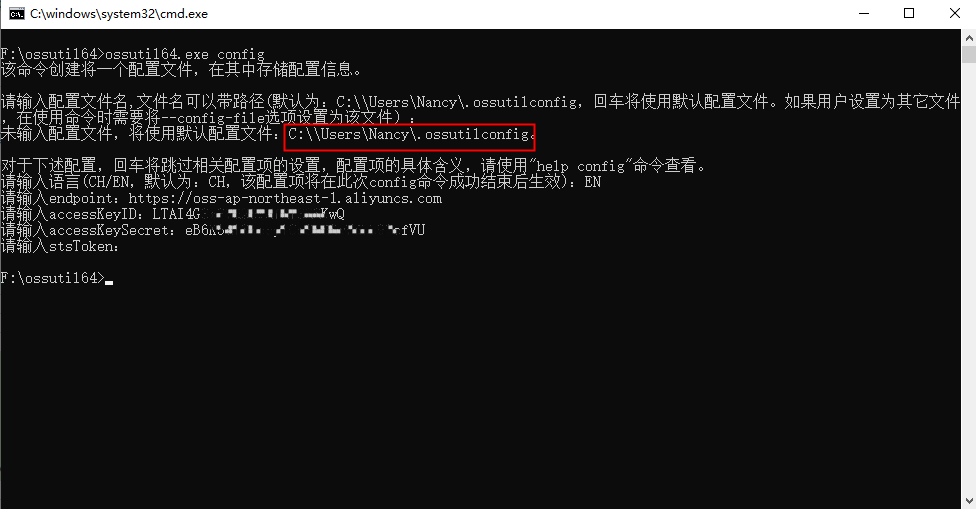 C:\windows\system32\cmd.exe
F:\ossutil64>ossutil64.exe config
该命令创建将一个配置文件，在其中存储配置信息。
请输入配置文件名,文件名可以带路径(默认为：C:\\Users\Nancy\.ossutilconfig，回车将使用默认配置文件。如果用户设置为其它文件
，在使用命令时需要将--config-file选项设置为该文件)：
未输入配置文件，将使用默认配置文件：C:\\Users\Nancy\.ossutilconfig。
对于下述配置，回车将跳过相关配置项的设置，配置项的具体含义，请使用"help config"命令查看。
请输入语言(CH/EN，默认为：CH，该配置项将在此次config命令成功结束后生效)：EN
请输入endpoint：https://oss-ap-northeast-1.aliyuncs.com
请输入accessKeyID：LTAI4G KwQ
请输入accessKeySecret：eB6 fVU
请输入stsToken：
F:\ossutil64>